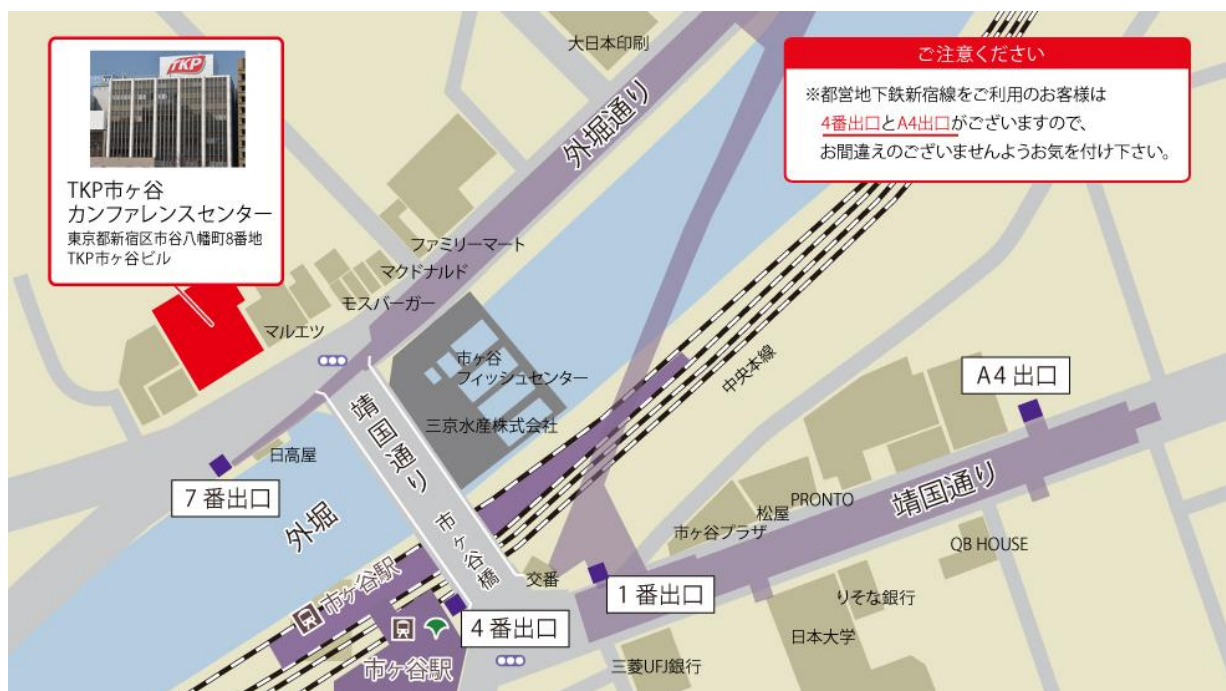 TKP
TKP市ヶ谷
カンファレンスセンター
東京都新宿区市谷八幡町8番地
TKP市ヶ谷ビル
大日本印刷
ご注意ください
※都営地下鉄新宿線をご利用のお客様は
4番出口とA4出口がございますので、
お間違えのございませんようお気を付け下さい。
外堀通り
ファミリーマート
マクドナルド
モスバーガー
マルエツ
市ヶ谷
フィッシュセンター
三京水産株式会社
中央本線
A4出口
靖国通り
日高屋
7番出口
外堀
市ヶ谷橋
PRONTO
松屋
市ヶ谷プラザ
靖国通り
QB HOUSE
交番
1番出口
りそな銀行
日本大学
市ヶ谷駅
4番出口
市ヶ谷駅
三菱UFJ銀行